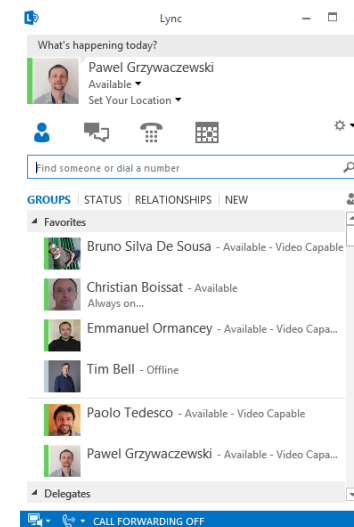 Lync
What's happening today?
Pawel Grzywaczewski
Available
Set Your Location
Find someone or dial a number
GROUPS STATUS RELATIONSHIPS NEW
Favorites
Bruno Silva De Sousa - Available - Video Capable
Christian Boissat - Available
Always on...
Emmanuel Ormancey - Available - Video Capa...
Tim Bell - Offline
Paolo Tedesco - Available - Video Capable
Pawel Grzywaczewski - Available - Video Capa...
Delegates
CALL FORWARDING OFF